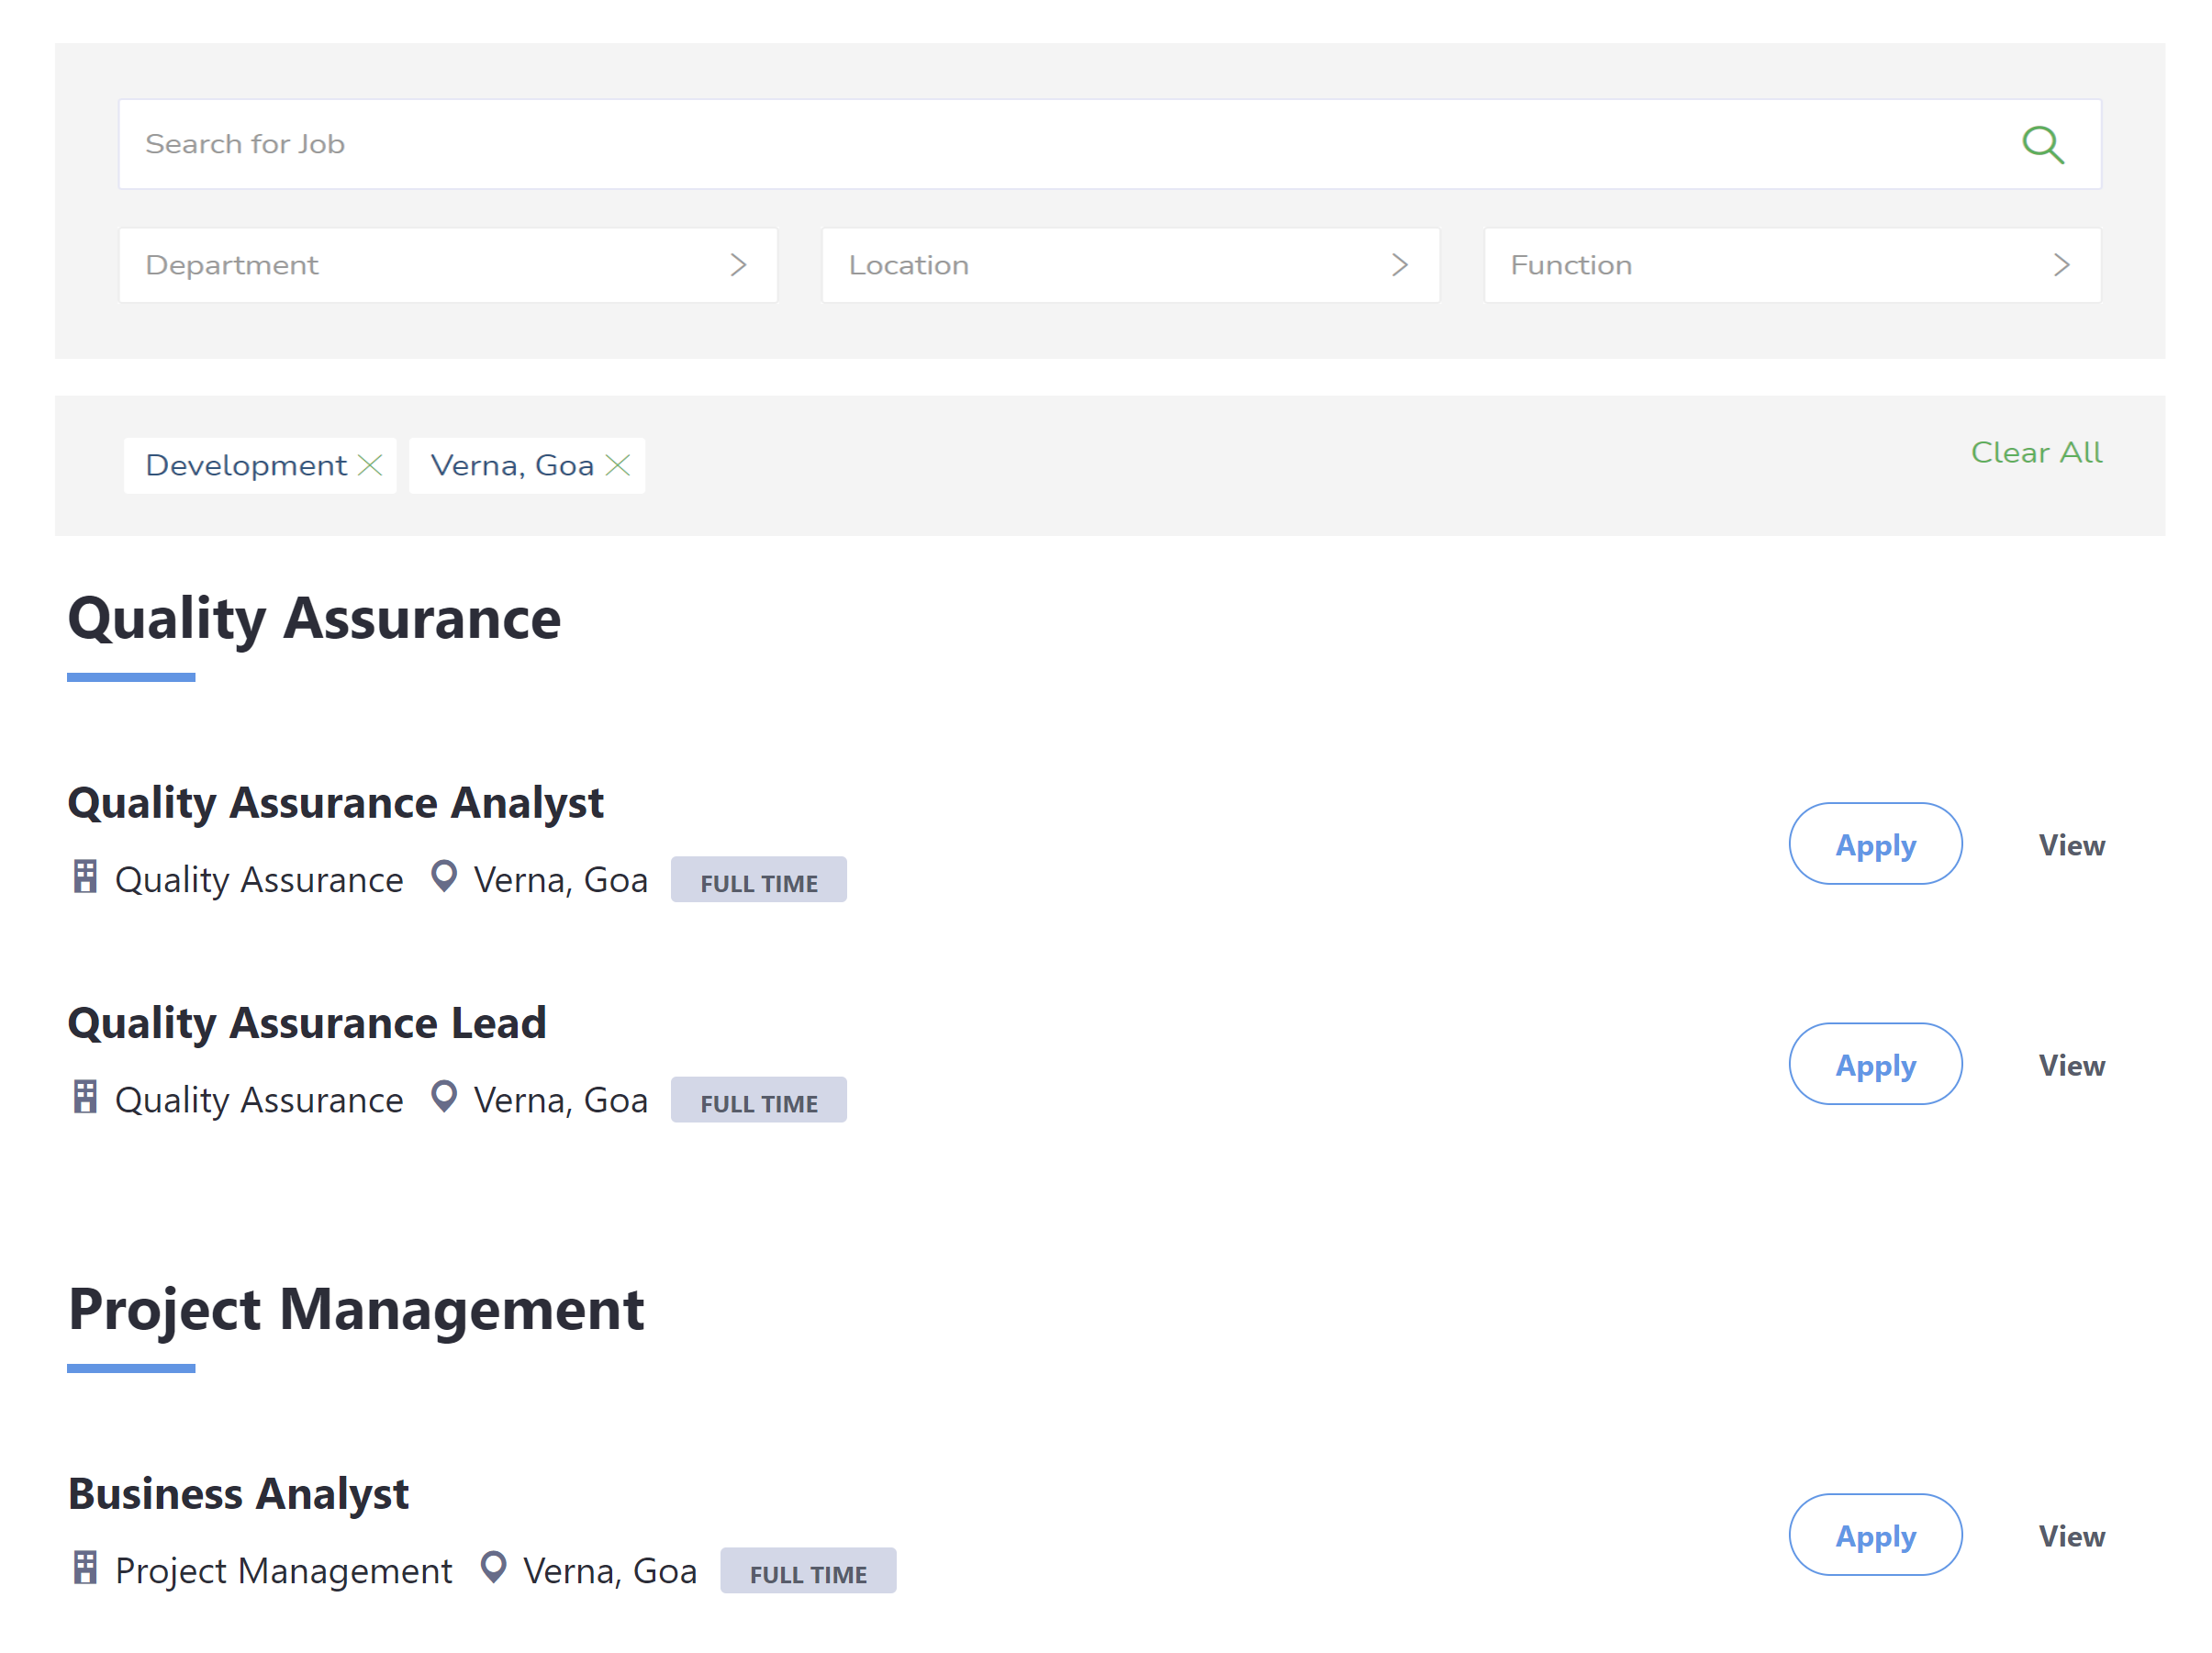 Search for Job
Department Location Function
Development Verna, Goa Clear All
Quality Assurance
Quality Assurance Analyst
Quality Assurance Verna, Goa FULL TIME Apply View
Quality Assurance Lead
Quality Assurance Verna, Goa FULL TIME Apply View
Project Management
Business Analyst
Project Management Verna, Goa FULL TIME Apply View